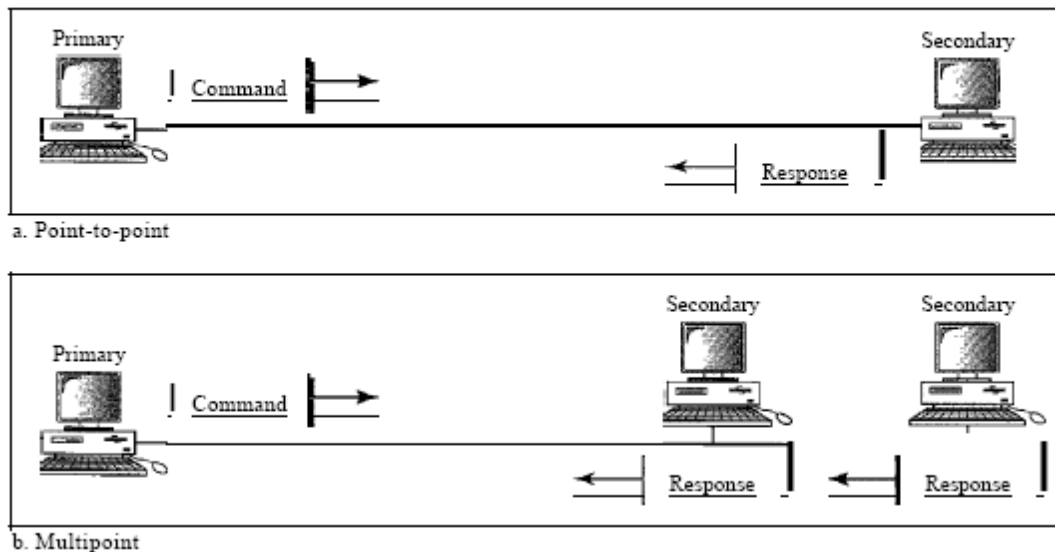 Primary
Secondary
Command
Response
a. Point-to-point
Secondary
Secondary
Primary
Command
Response
Response
b. Multipoint